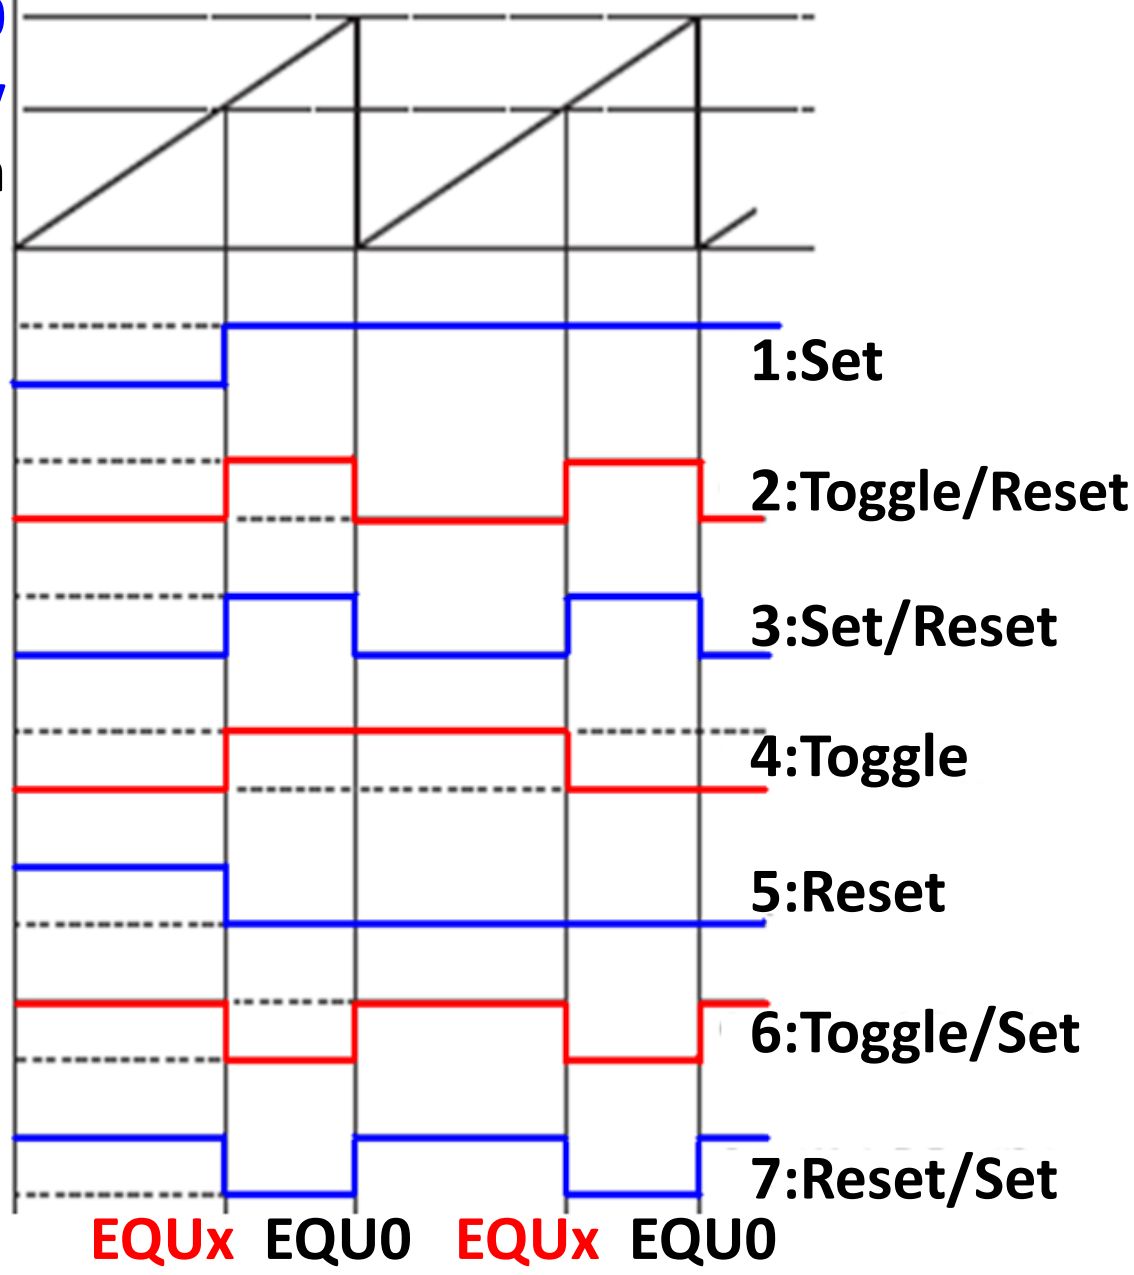 1:Set
2:Toggle/Reset
3:Set/Reset
4:Toggle
5:Reset
6:Toggle/Set
7:Reset/Set
EQUx EQU0 EQUx EQU0